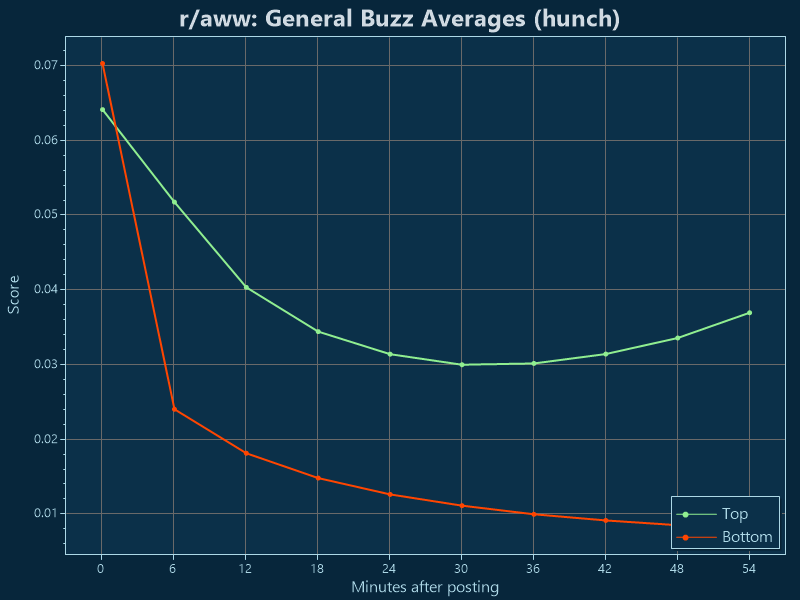 r/aww: General Buzz Averages (hunch)
0.07
0.06
0.05
0.04
0.03
0.02
0.01
Score
Top
Bottom
0 6 12 18 24 30 36 42 48 54
Minutes after posting